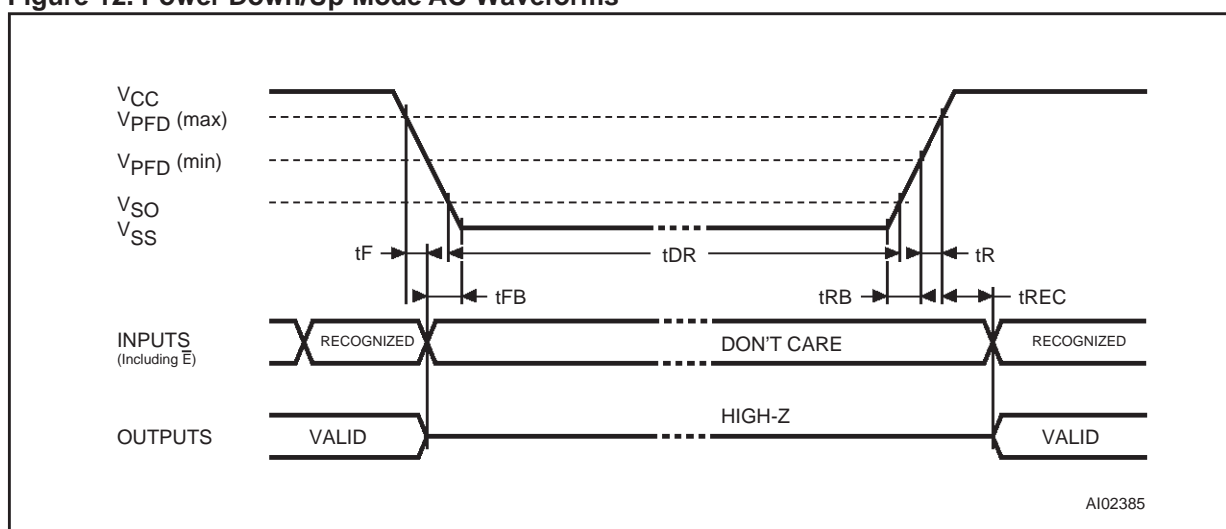 Figure 12. Power Down/Up Mode AC Waveforms
VCC
VPFD (max)
VPFD (min)
VSO
VSS
tF
tDR
tR
tFB
tRB
tREC
INPUTS
(Including E̅)
RECOGNIZED
DON'T CARE
RECOGNIZED
HIGH-Z
OUTPUTS
VALID
VALID
AI02385